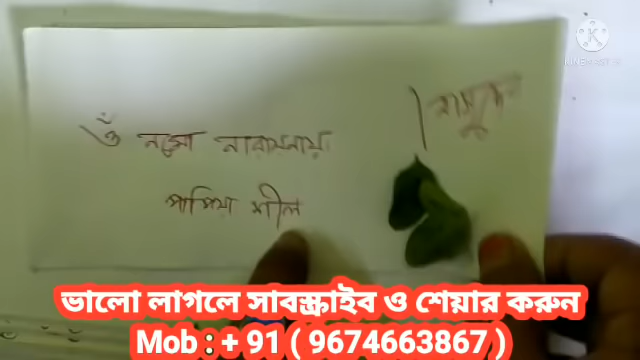 ওঁ নমো নারায়নায়
পাপিয়া শীল
ভালো লাগলে সাবস্ক্রাইব ও শেয়ার করুন
Mob : + 91 ( 9674663867 )